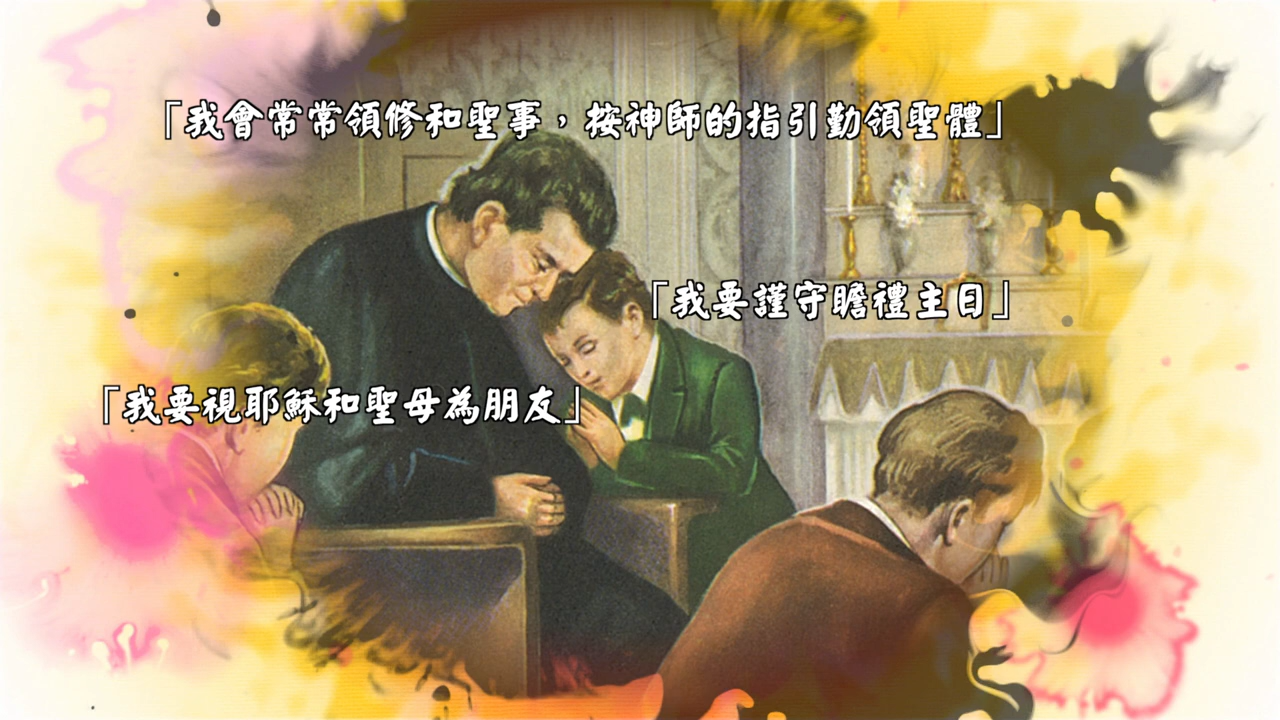 「我會常常領修和聖事，按神師的指引勤領聖體」
「我要謹守瞻禮主日」
「我要視耶穌和聖母為朋友」